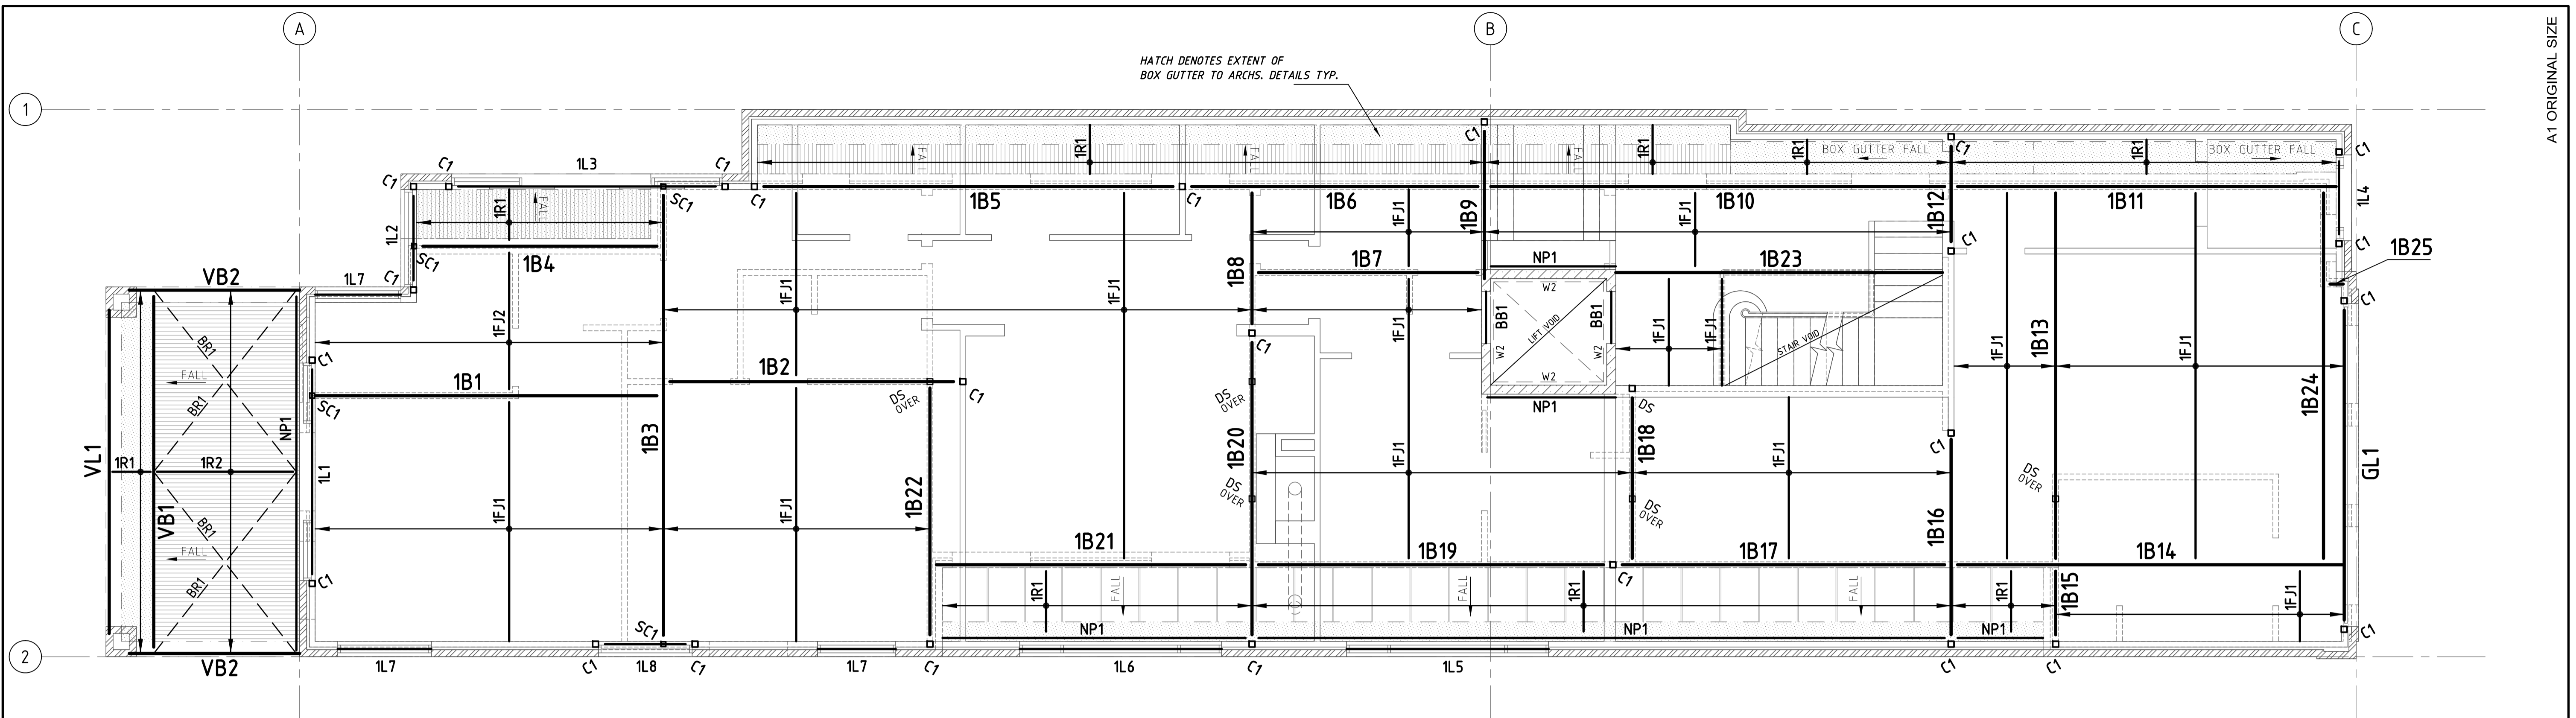 A
B
C
A1 ORIGINAL SIZE
HATCH DENOTES EXTENT OF
BOX GUTTER TO ARCHS. DETAILS TYP.
1
C1
1R1
1R1
1R1
BOX GUTTER FALL
C1
1R1
BOX GUTTER FALL
C1
FALL
FALL
FALL
C1
C1
1L3
C1
C1
SC1
1B5
C1
1B6
1FJ1
1B9
1FJ1
1B10
1B12
1B11
1L4
1R1
FALL
1L2
SC1
1B4
C1
C1
C1
1B25
VB2
1L7
1B7
1B8
NP1
1B23
C1
1FJ1
1FJ1
W2
BB1
LIFT VOID
BB1
W2
W2
W2
1FJ1
1FJ1
1FJ1
STAIR VOID
1FJ2
BR1
FALL
BR1
C1
C1
1FJ1
1B13
1FJ1
1B1
SC1
1B2
C1
DS
OVER
DS
OVER
NP1
DS
1B24
NP1
1B3
1B20
1B18
C1
VL1
1R1
1R2
1L1
1FJ1
1FJ1
DS
OVER
GL1
1B22
DS
OVER
DS
OVER
VB1
BR1
1FJ1
1FJ1
1B16
FALL
1B21
1B19
1B17
1B14
BR1
C1
C1
1R1
FALL
FALL
1R1
FALL
1R1
1B15
1FJ1
SC1
NP1
NP1
NP1
C1
2
VB2
1L7
C1
1L8
C1
1L7
C1
1L6
C1
1L5
C1
C1